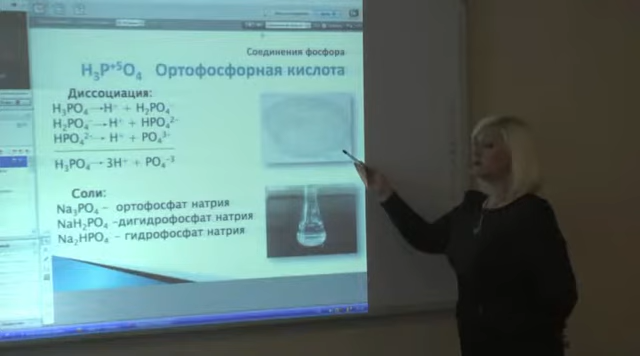 Соединения фосфора
H₃P⁺⁵O₄ Ортофосфорная кислота
Диссоциация:
H₃PO₄→H⁺ + H₂PO₄⁻
H₂PO₄⁻→H⁺ + HPO₄²⁻
HPO₄²⁻→ H⁺ + PO₄³⁻
H₃PO₄→ 3H⁺ + PO₄⁻³
Соли:
Na₃PO₄ – ортофосфат натрия
NaH₂PO₄ –дигидрофосфат натрия
Na₂HPO₄ – гидрофосфат натрия